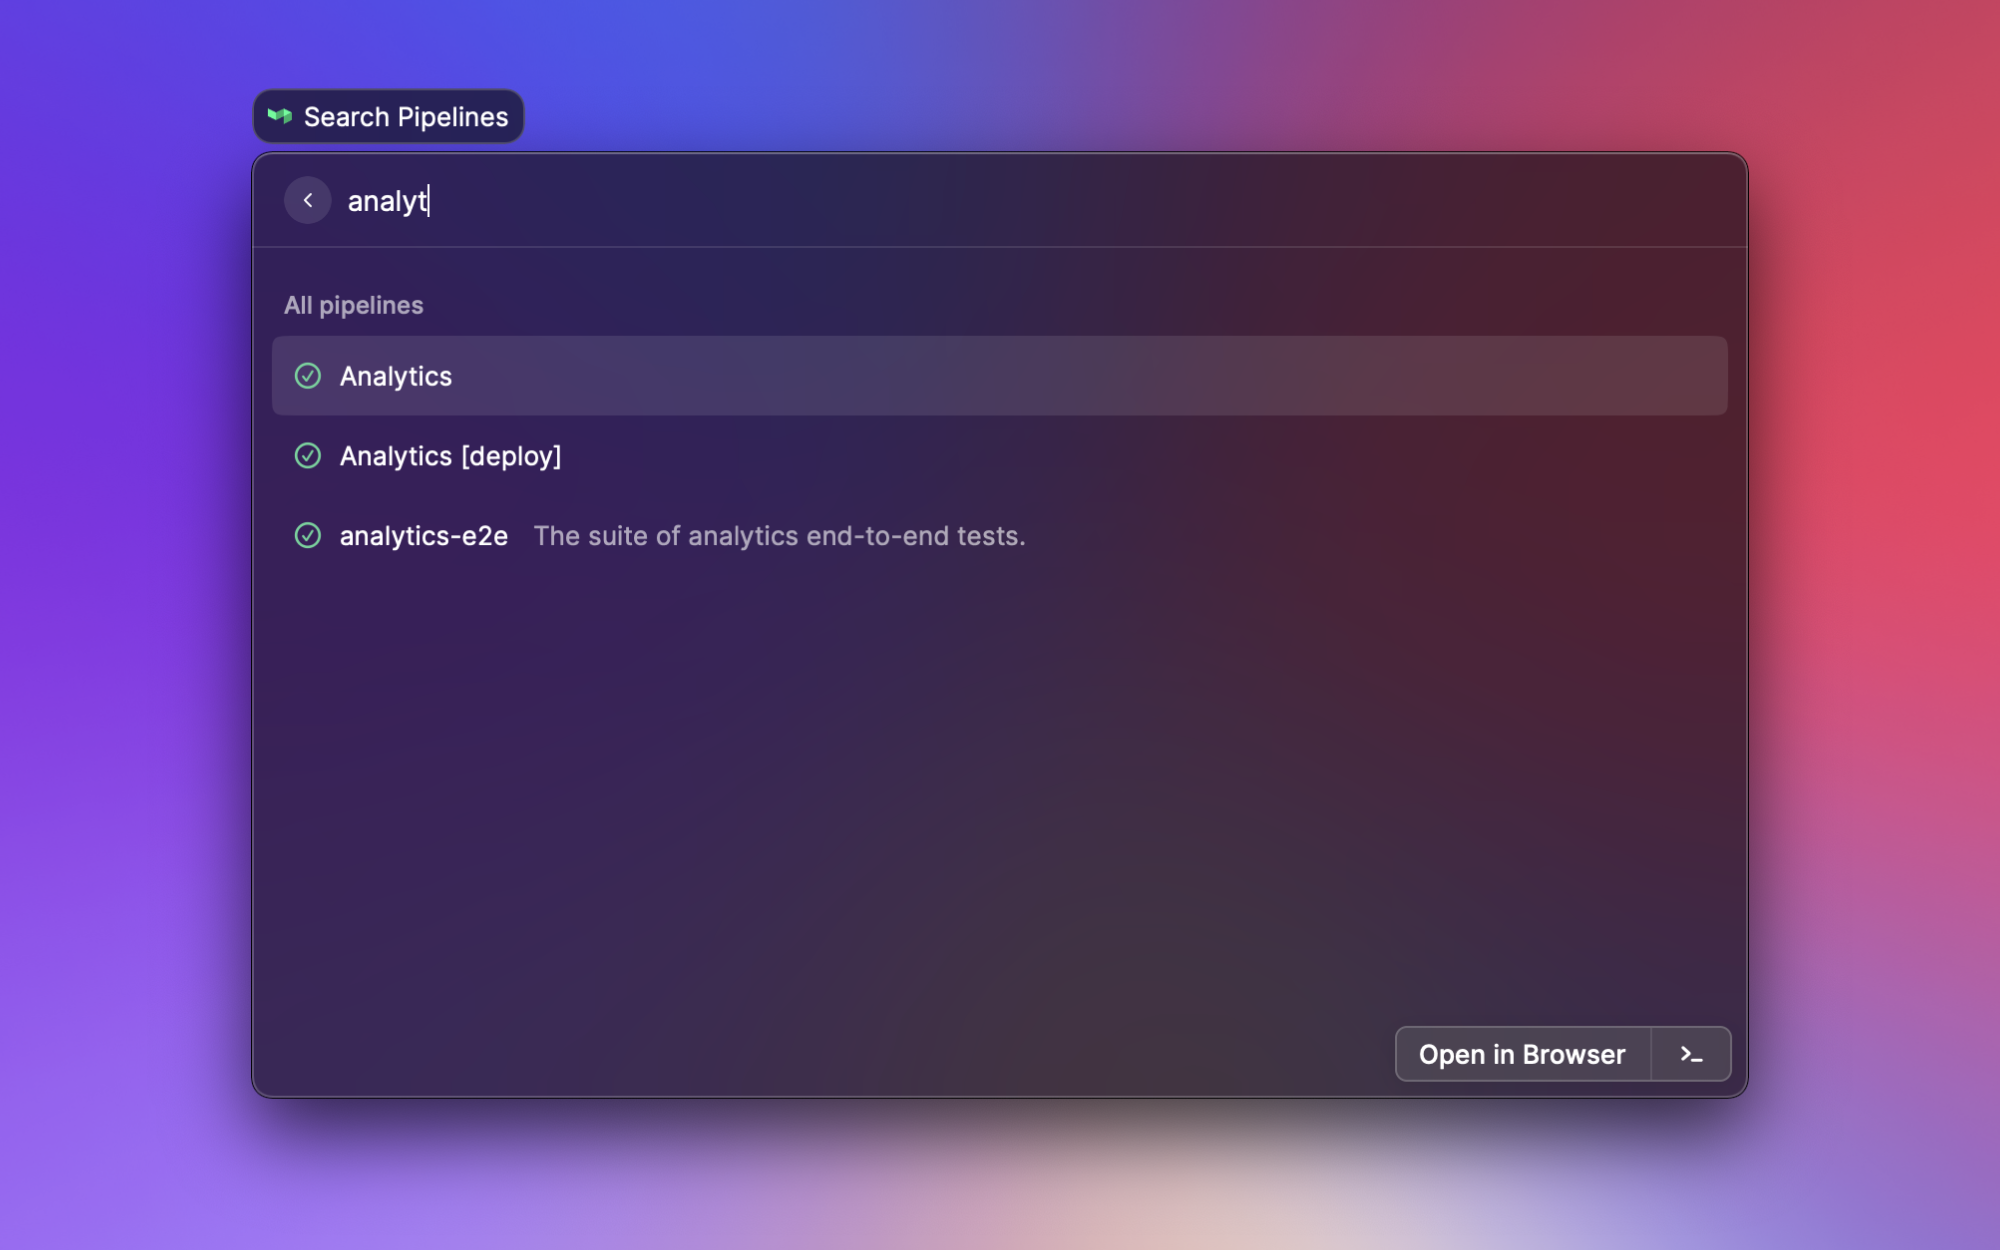 Search Pipelines
analyt
All pipelines
Analytics
Analytics [deploy]
analytics-e2e The suite of analytics end-to-end tests.
Open in Browser >_